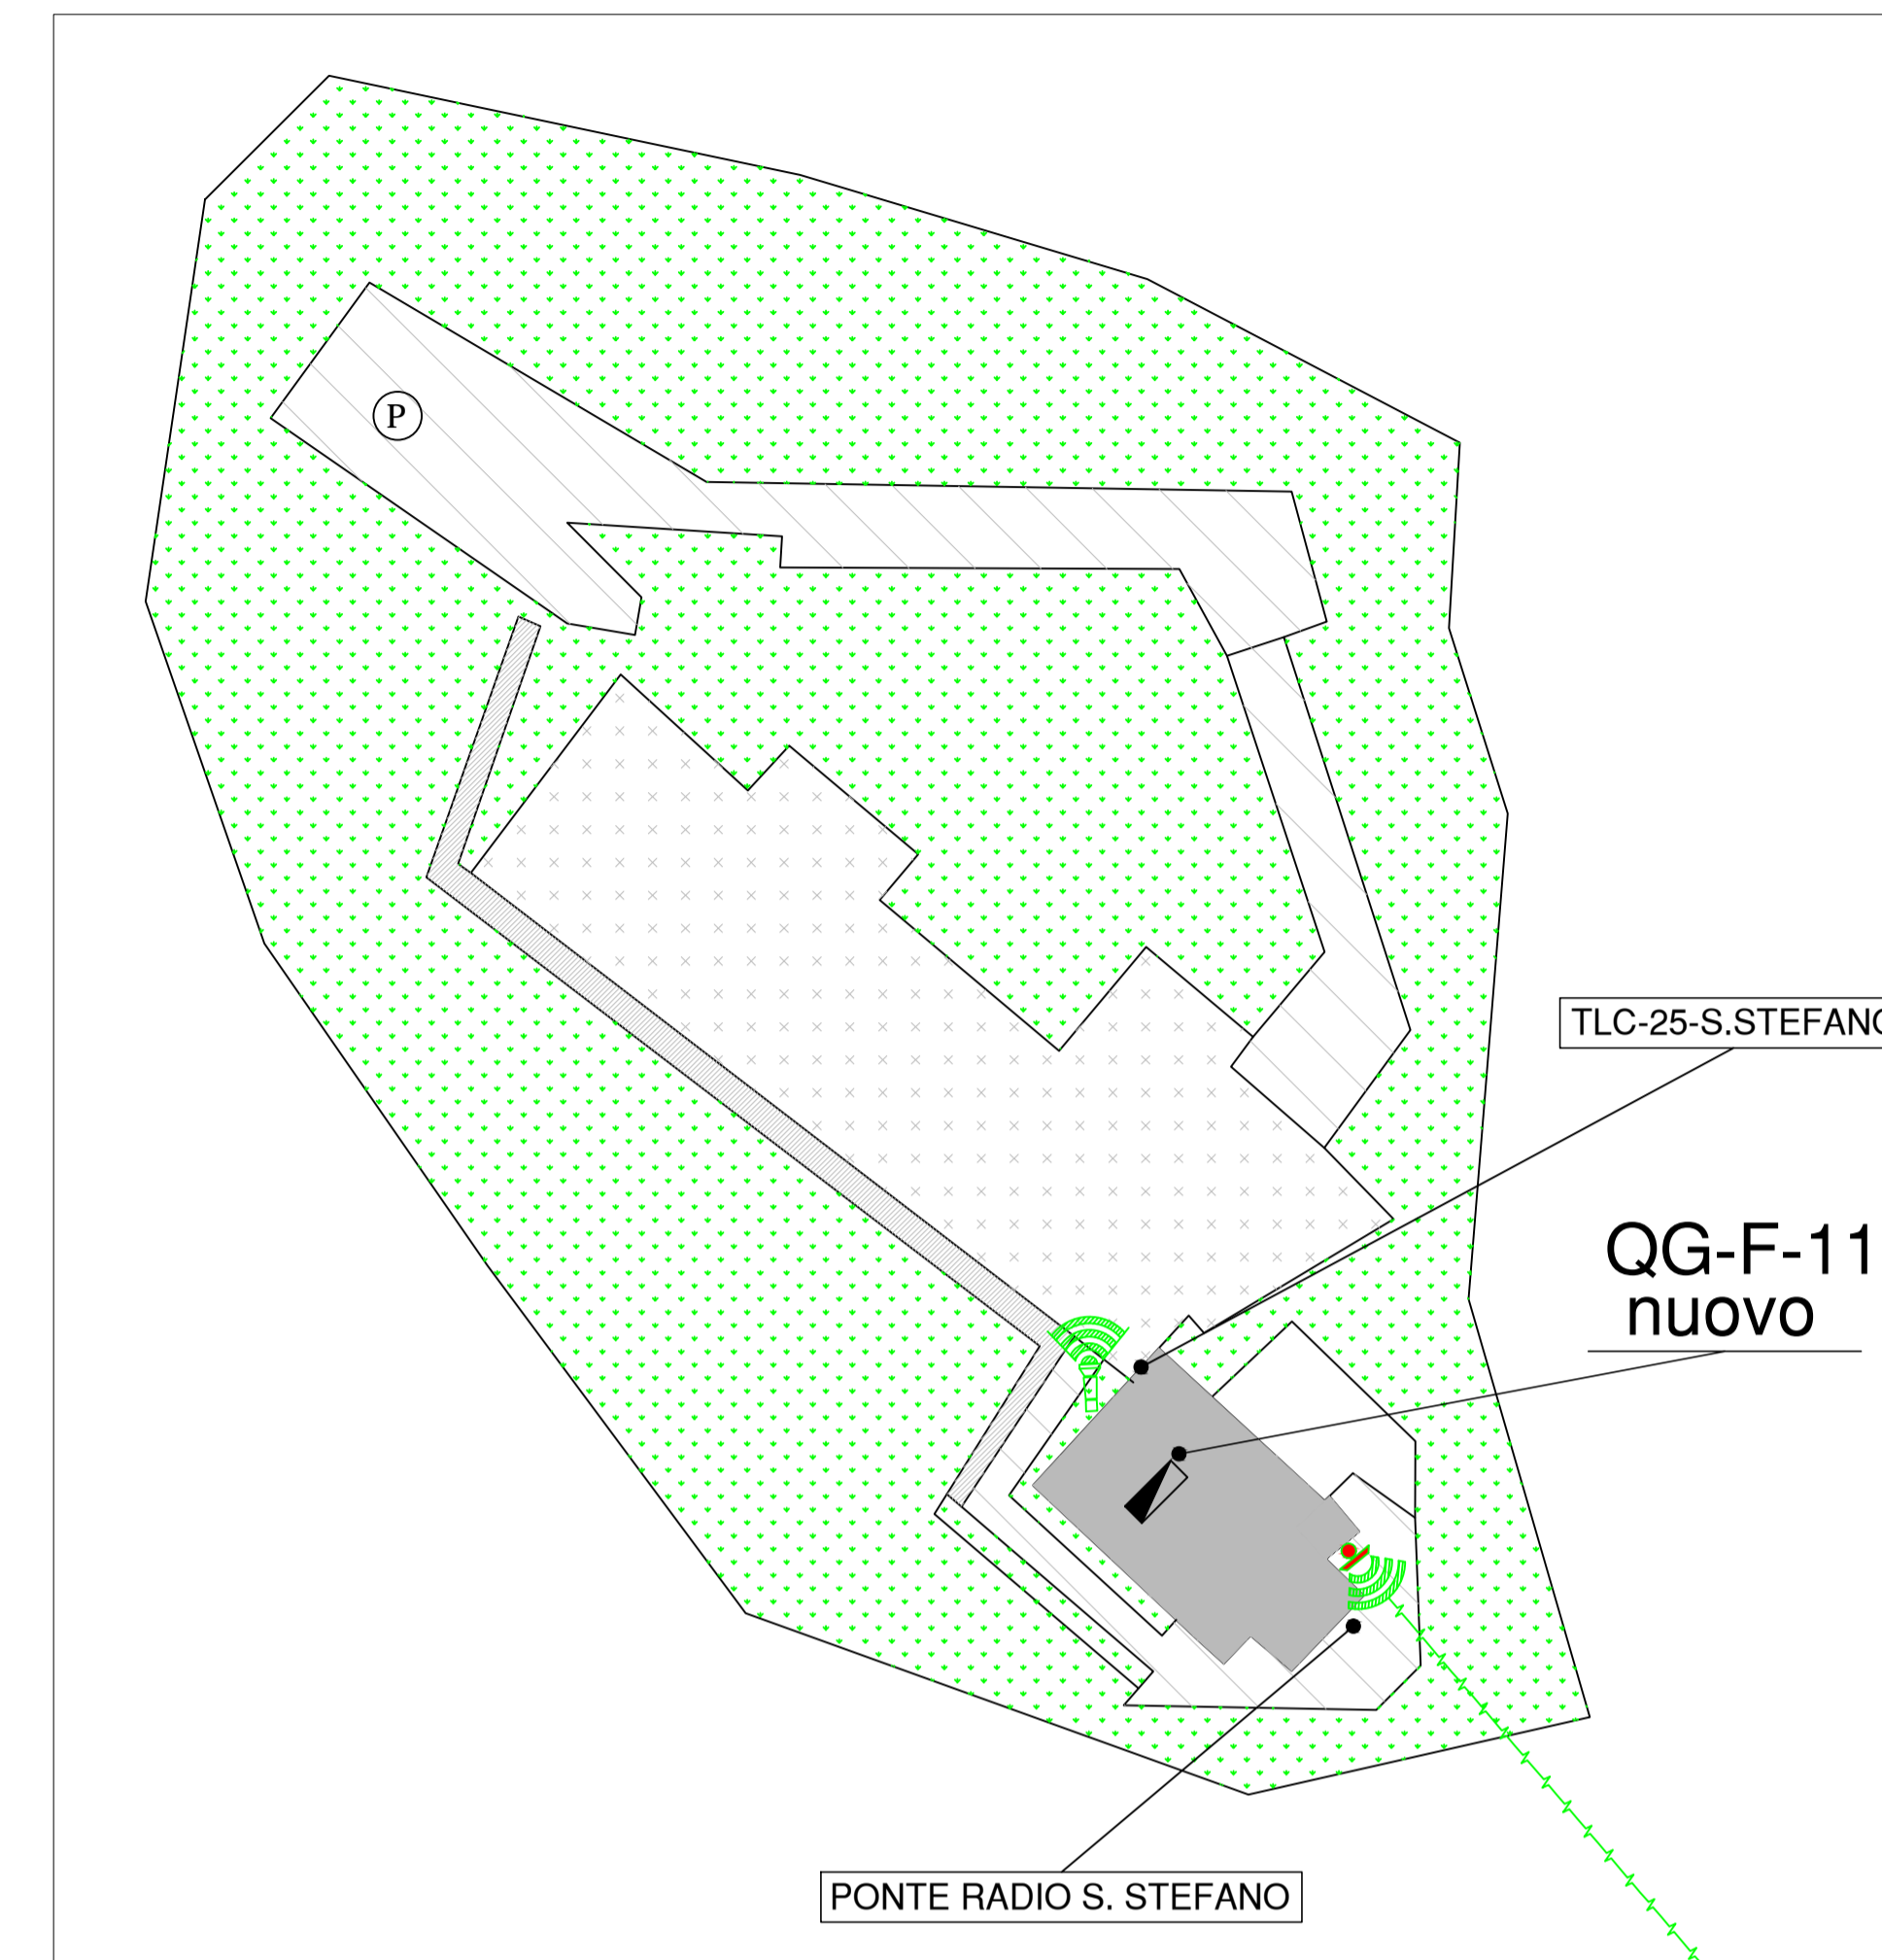 P
TLC-25-S.STEFANO
QG-F-11
nuovo
PONTE RADIO S. STEFANO